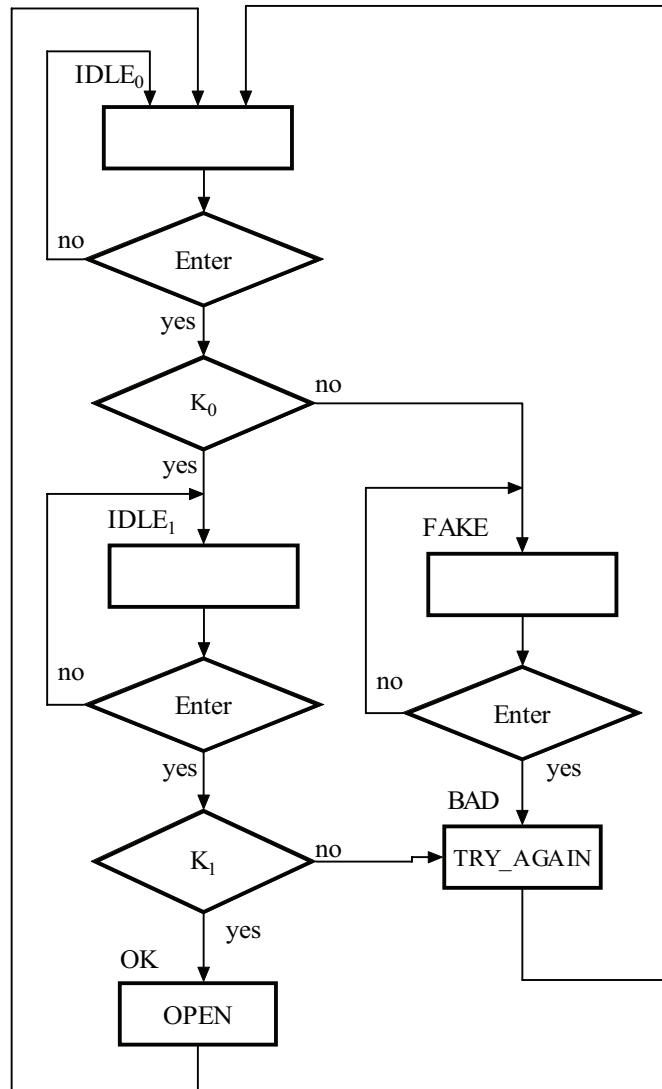 IDLE₀
Enter
no
yes
K₀
no
yes
IDLE₁
FAKE
Enter
no
yes
Enter
no
yes
BAD
K₁
no
TRY_AGAIN
yes
OK
OPEN